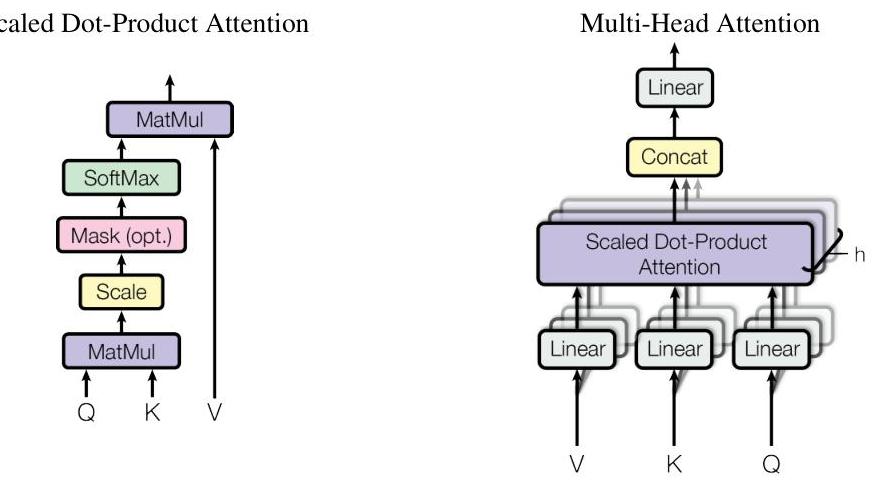 caled Dot-Product Attention
MatMul
SoftMax
Mask (opt.)
Scale
MatMul
Q K V
Multi-Head Attention
Linear
Concat
Scaled Dot-Product
Attention
h
Linear Linear Linear
V K Q